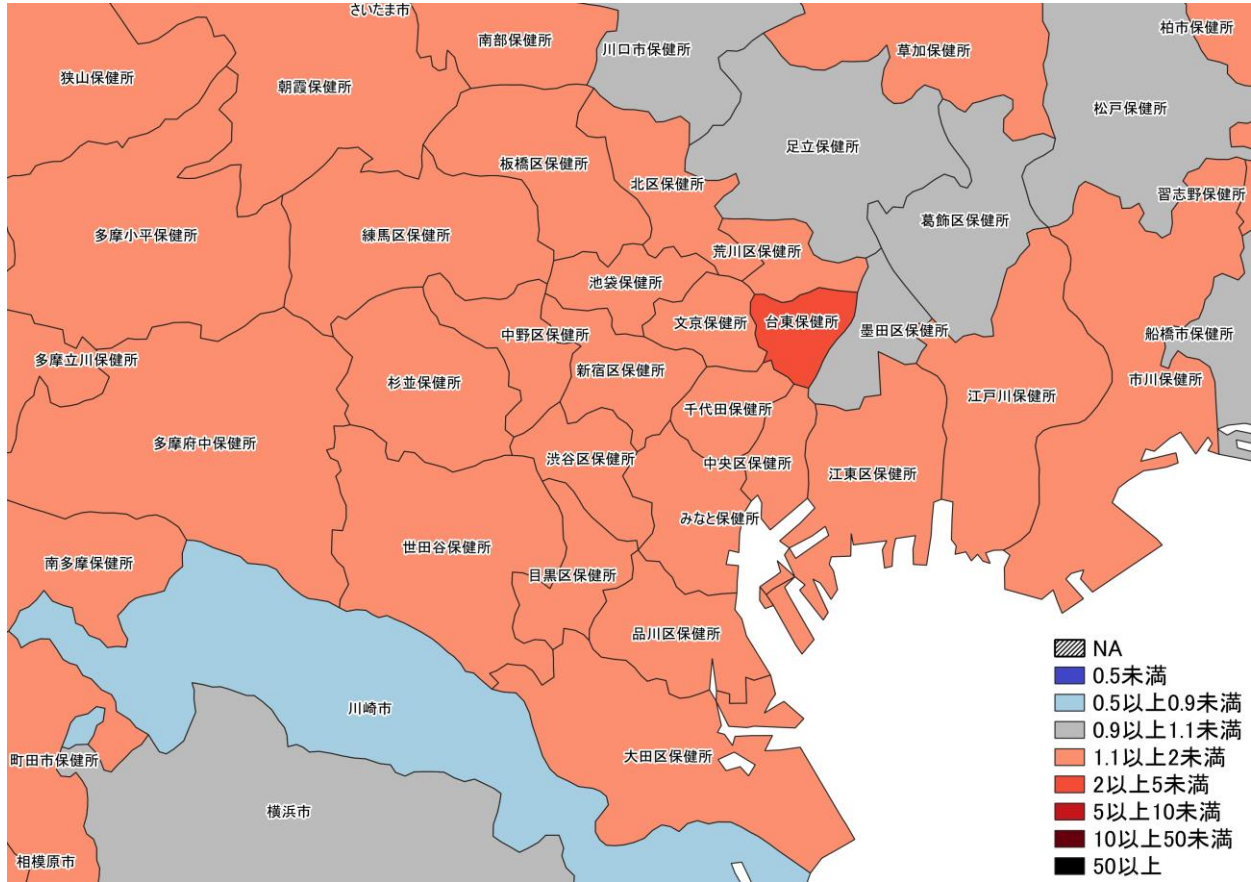 さいたま市
南部保健所
川口市保健所
草加保健所
柏市保健所
狭山保健所
朝霞保健所
松戸保健所
足立保健所
板橋区保健所
北区保健所
習志野保健所
葛飾区保健所
多摩小平保健所
練馬区保健所
荒川区保健所
池袋保健所
文京保健所
台東保健所
墨田区保健所
中野区保健所
船橋市保健所
多摩立川保健所
杉並保健所
新宿区保健所
市川保健所
江戸川保健所
千代田保健所
多摩府中保健所
渋谷区保健所
中央区保健所
江東区保健所
みなと保健所
世田谷保健所
南多摩保健所
目黒区保健所
品川区保健所
川崎市
大田区保健所
町田市保健所
横浜市
相模原市
NA
0.5未満
0.5以上0.9未満
0.9以上1.1未満
1.1以上2未満
2以上5未満
5以上10未満
10以上50未満
50以上